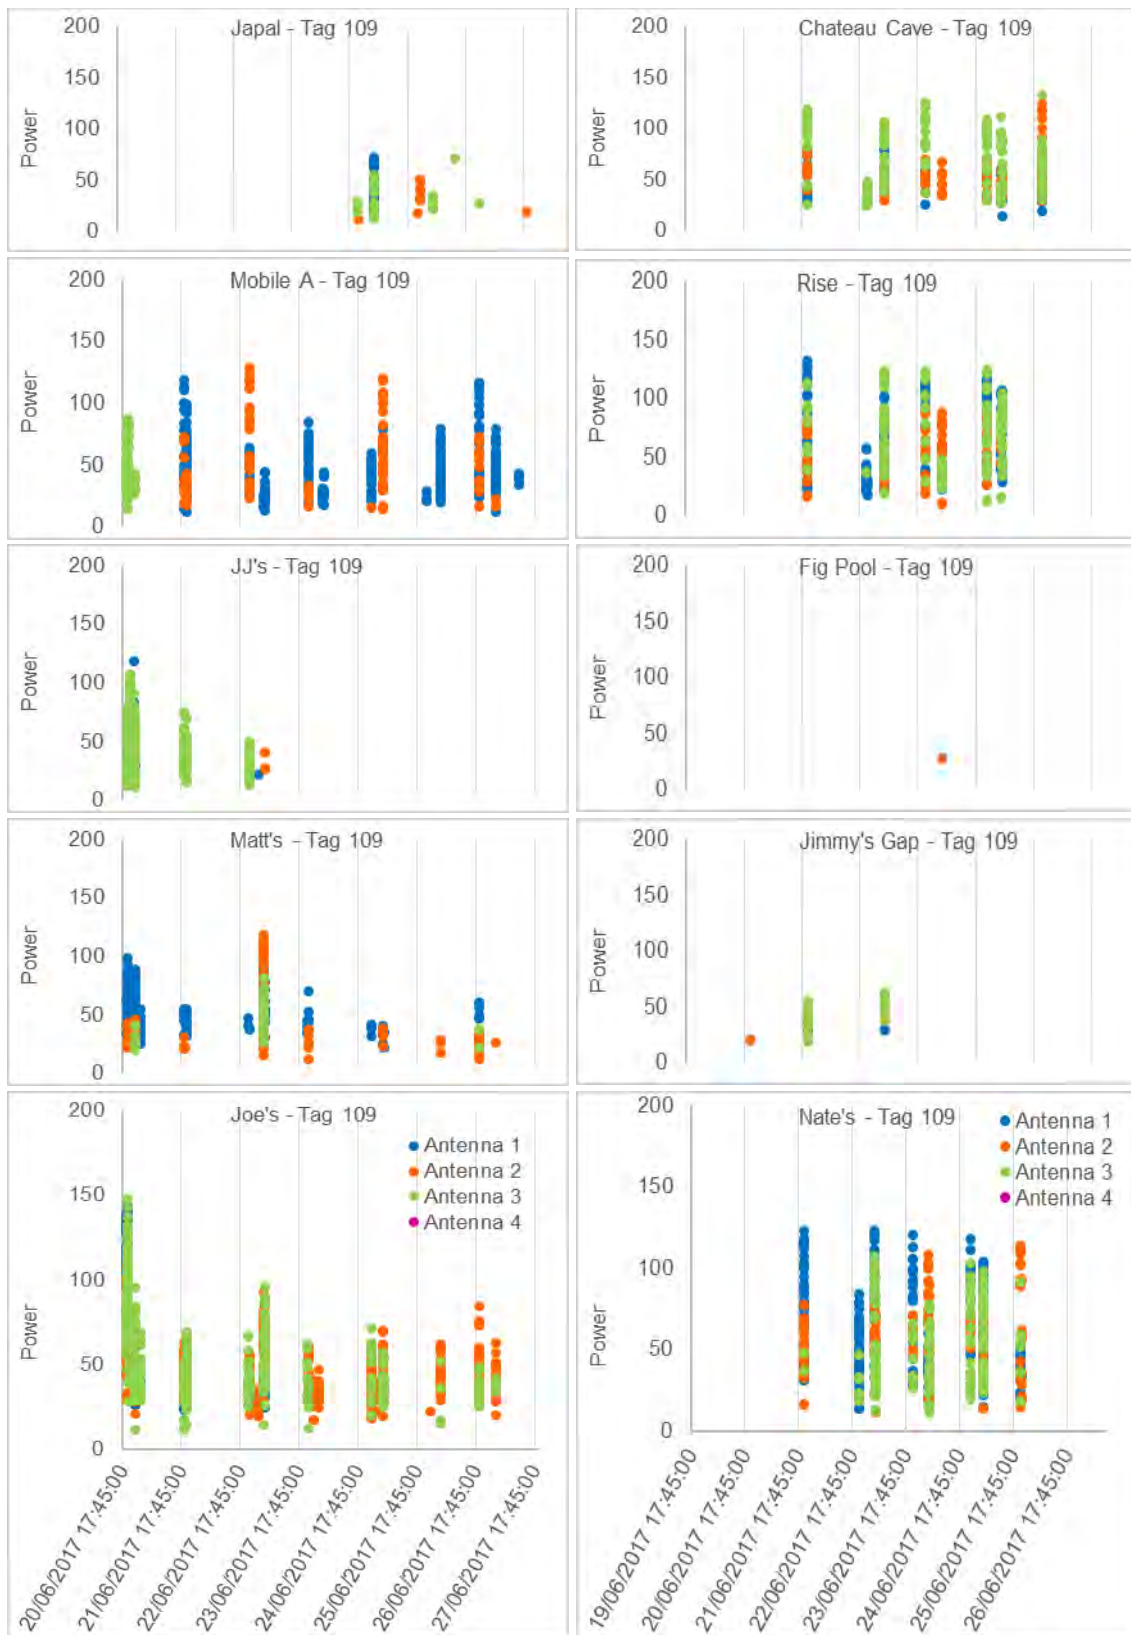 Japal - Tag 109
200
150
100
50
0
Power
Chateau Cave - Tag 109
200
150
100
50
0
Power
Mobile A - Tag 109
200
150
100
50
0
Power
Rise - Tag 109
200
150
100
50
0
Power
JJ's - Tag 109
200
150
100
50
0
Power
Fig Pool - Tag 109
200
150
100
50
0
Power
Matt's - Tag 109
200
150
100
50
0
Power
Jimmy's Gap - Tag 109
200
150
100
50
0
Power
Joe's - Tag 109
200
150
100
50
0
Power
Antenna 1
Antenna 2
Antenna 3
Antenna 4
20/06/2017 17:45:00
21/06/2017 17:45:00
22/06/2017 17:45:00
23/06/2017 17:45:00
24/06/2017 17:45:00
25/06/2017 17:45:00
26/06/2017 17:45:00
27/06/2017 17:45:00
Nate's - Tag 109
200
150
100
50
0
Power
Antenna 1
Antenna 2
Antenna 3
Antenna 4
19/06/2017 17:45:00
20/06/2017 17:45:00
21/06/2017 17:45:00
22/06/2017 17:45:00
23/06/2017 17:45:00
24/06/2017 17:45:00
25/06/2017 17:45:00
26/06/2017 17:45:00